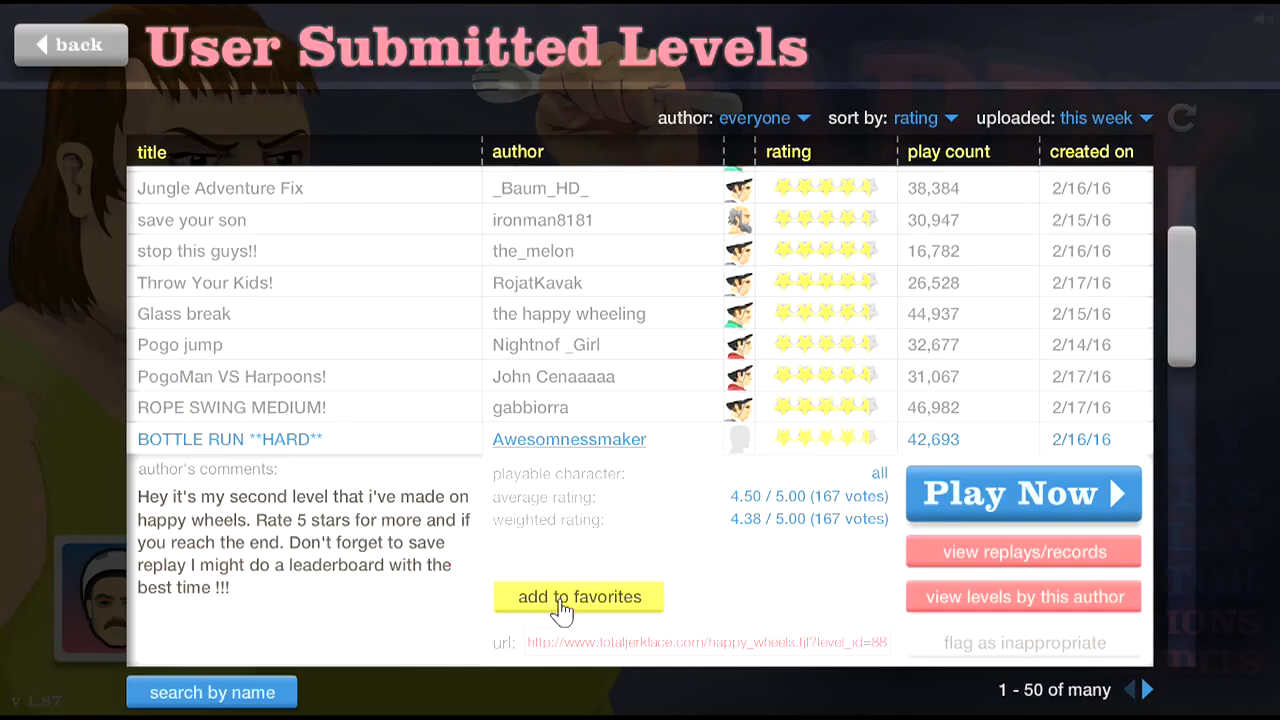 back
User Submitted Levels
author: everyone sort by: rating uploaded: this week
title author rating play count created on
Jungle Adventure Fix _Baum_HD_ 38,384 2/16/16
save your son ironman8181 30,947 2/15/16
stop this guys!! the_melon 16,782 2/16/16
Throw Your Kids! RojatKavak 26,528 2/17/16
Glass break the happy wheeling 44,937 2/15/16
Pogo jump Nightnof _Girl 32,677 2/14/16
PogoMan VS Harpoons! John Cenaaaaa 31,067 2/17/16
ROPE SWING MEDIUM! gabbiorra 46,982 2/17/16
BOTTLE RUN **HARD** Awesomnessmaker 42,693 2/16/16
author's comments:
Hey it's my second level that i've made on
happy wheels. Rate 5 stars for more and if
you reach the end. Don't forget to save
replay I might do a leaderboard with the
best time !!!
playable character: all
average rating: 4.50 / 5.00 (167 votes)
weighted rating: 4.38 / 5.00 (167 votes)
add to favorites
url: http://www.totaljerkface.com/happy_wheels.tjf?level_id=88
Play Now
view replays/records
view levels by this author
flag as inappropriate
search by name
1 - 50 of many
v 1.87